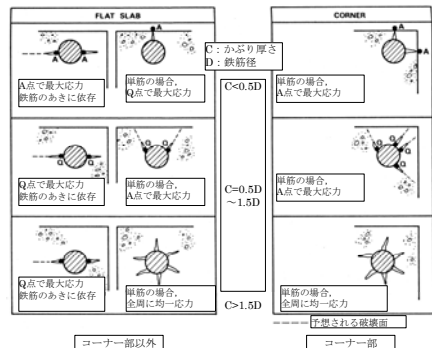 FLAT SLAB
CORNER
C：かぶり厚さ
D：鉄筋径
A
A
A
A
A
A点で最大応力
鉄筋のあきに依存
単筋の場合,
Q点で最大応力
C<0.5D
単筋の場合,
A点で最大応力
Q
Q
Q
Q
Q
Q
Q
Q点で最大応力
鉄筋のあきに依存
単筋の場合,
A点で最大応力
C=0.5D
～1.5D
単筋の場合,
A点で最大応力
Q
Q
Q点で最大応力
鉄筋のあきに依存
単筋の場合,
全周に均一応力
C>1.5D
単筋の場合,
全周に均一応力
予想される破壊面
コーナー部以外
コーナー部